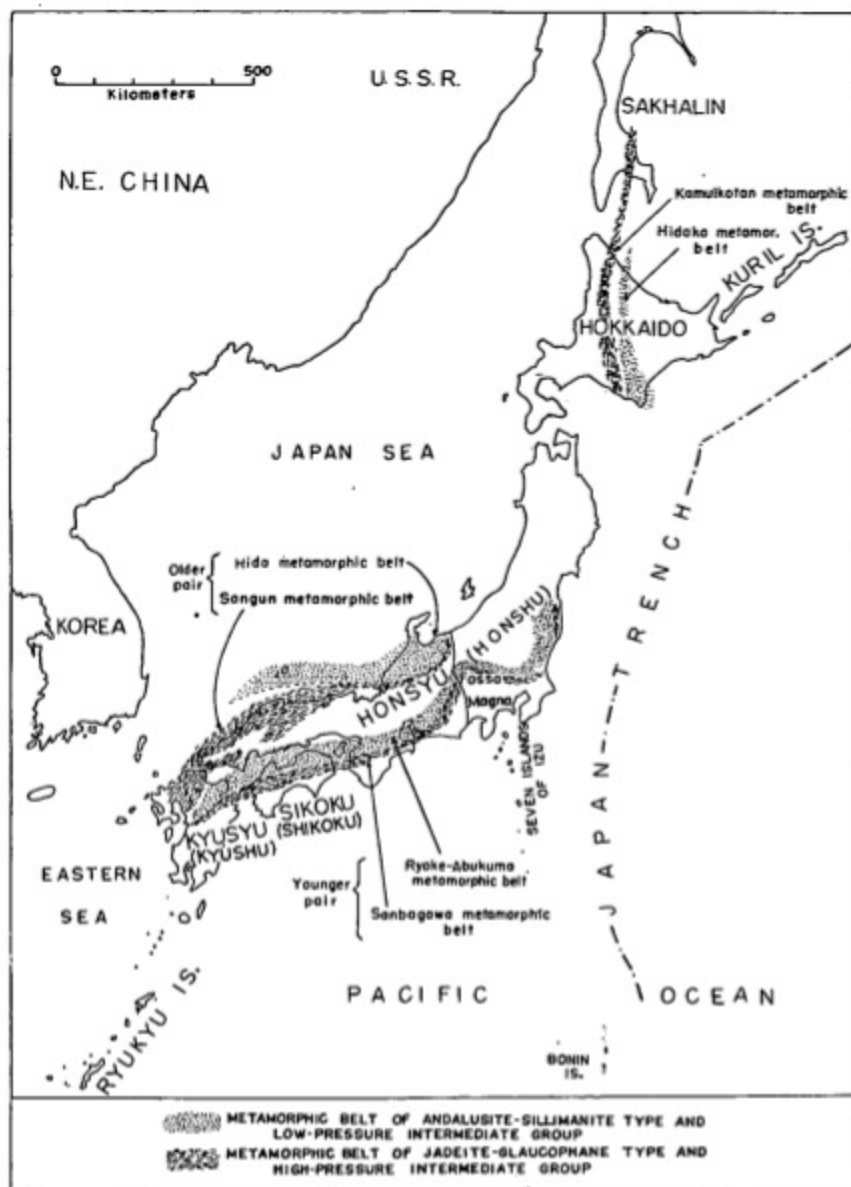 0 500
Kilometers
U.S.S.R.
SAKHALIN
N.E. CHINA
Kamuikotan metamorphic
belt
Hidaka metamor.
belt
KURIL IS.
HOKKAIDO
JAPAN SEA
JAPAN TRENCH
Older
pair
Hida metamorphic belt
Sangun metamorphic belt
KOREA
HONSYU (HONSHU)
Fossa
Magna
SEVEN ISLANDS
OF IZU
SIKOKU
(SHIKOKU)
KYUSYU
(KYUSHU)
EASTERN
SEA
Ryoke-Abukuma
metamorphic belt
Younger
pair
Sanbagawa metamorphic
belt
PACIFIC OCEAN
RYUKYU IS.
BONIN
IS.
METAMORPHIC BELT OF ANDALUSITE-SILLIMANITE TYPE AND
LOW-PRESSURE INTERMEDIATE GROUP
METAMORPHIC BELT OF JADEITE-GLAUCOPHANE TYPE AND
HIGH-PRESSURE INTERMEDIATE GROUP